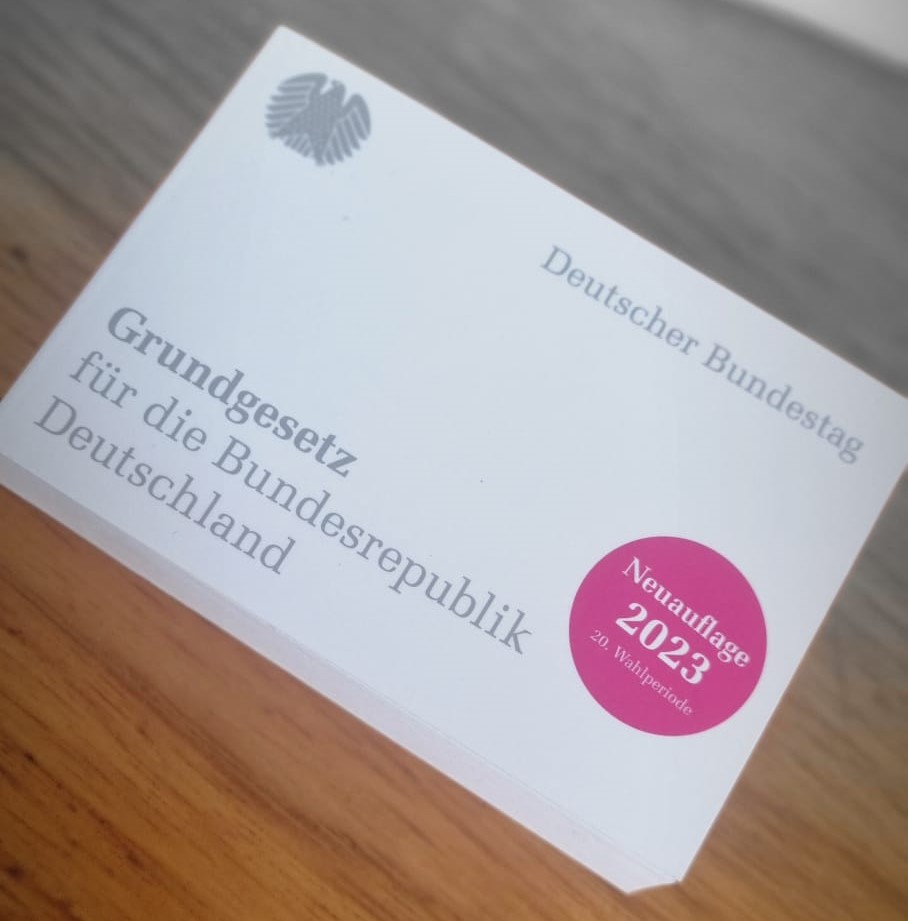 Deutscher Bundestag
Grundgesetz
für die Bundesrepublik
Deutschland
Neuauflage
2023
20. Wahlperiode